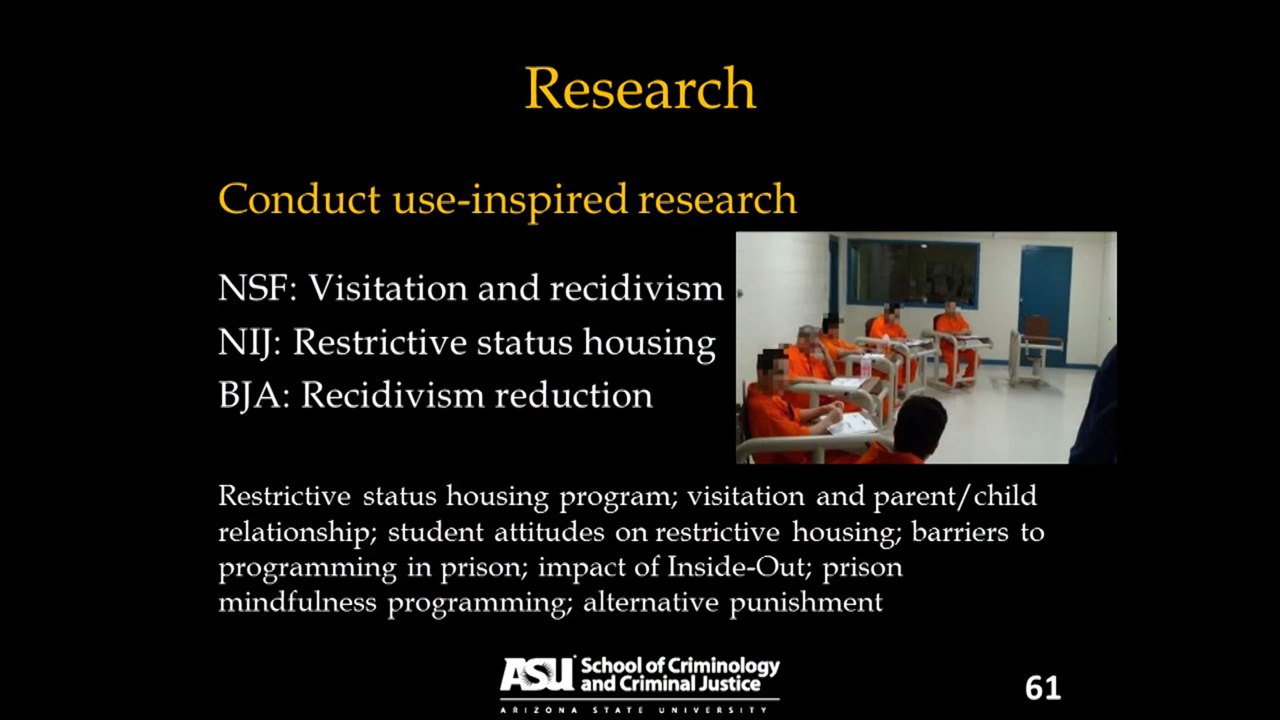 Research
Conduct use-inspired research
NSF: Visitation and recidivism
NIJ: Restrictive status housing
BJA: Recidivism reduction
Restrictive status housing program; visitation and parent/child
relationship; student attitudes on restrictive housing; barriers to
programming in prison; impact of Inside-Out; prison
mindfulness programming; alternative punishment
ASU School of Criminology
and Criminal Justice
ARIZONA STATE UNIVERSITY
61